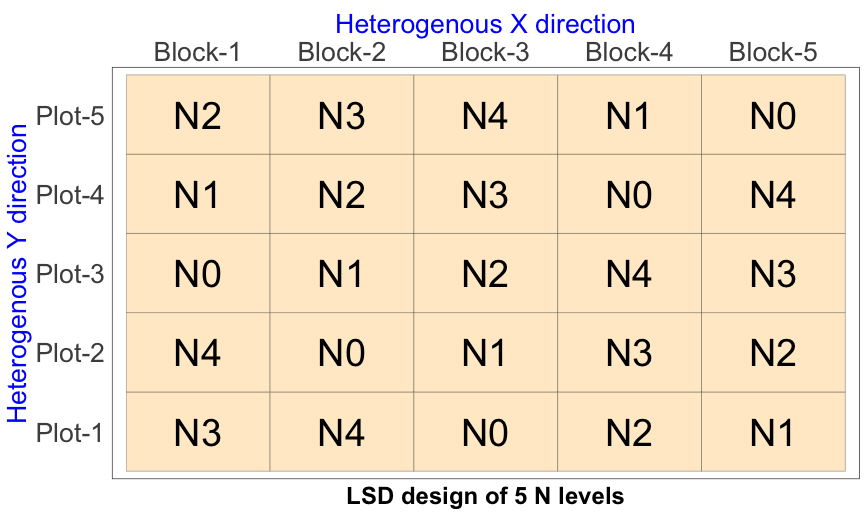 Heterogenous X direction
Block-1 Block-2 Block-3 Block-4 Block-5
Heterogenous Y direction
Plot-5 N2 N3 N4 N1 N0
Plot-4 N1 N2 N3 N0 N4
Plot-3 N0 N1 N2 N4 N3
Plot-2 N4 N0 N1 N3 N2
Plot-1 N3 N4 N0 N2 N1
LSD design of 5 N levels